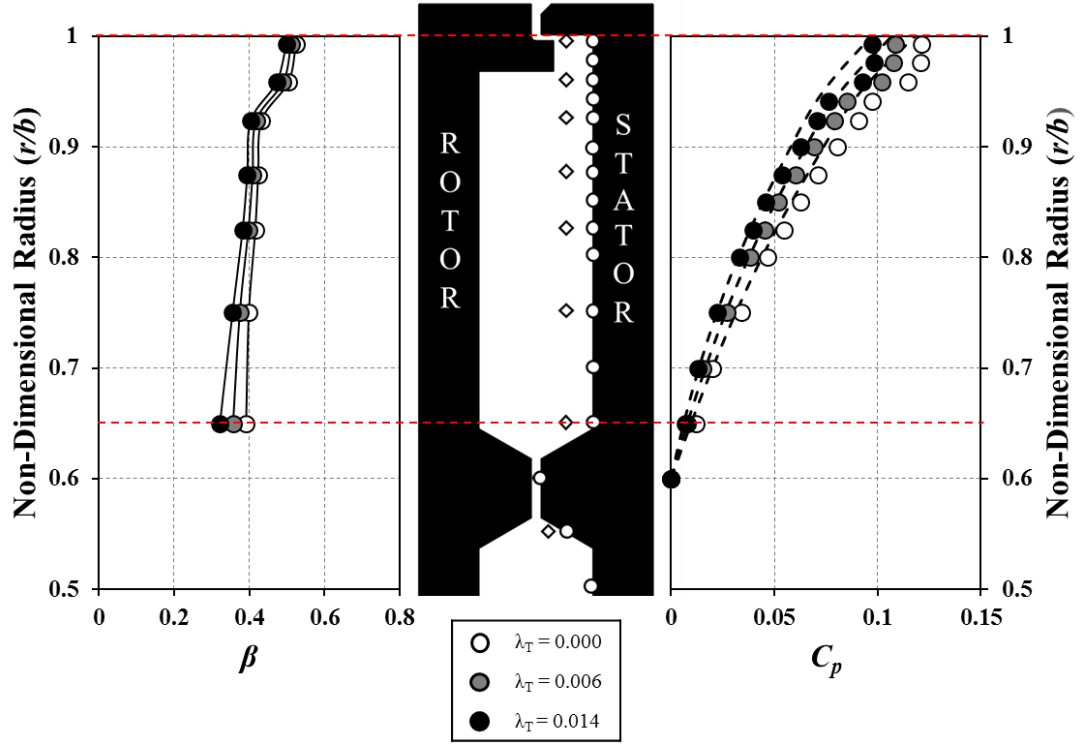 Non-Dimensional Radius (r/b)
1
0.9
0.8
0.7
0.6
0.5
0
0.2
0.4
0.6
0.8
β
ROTOR
STATOR
1
0.9
0.8
0.7
0.6
0.5
0
0.05
0.1
0.15
Cp
Non-Dimensional Radius (r/b)
λT = 0.000
λT = 0.006
λT = 0.014